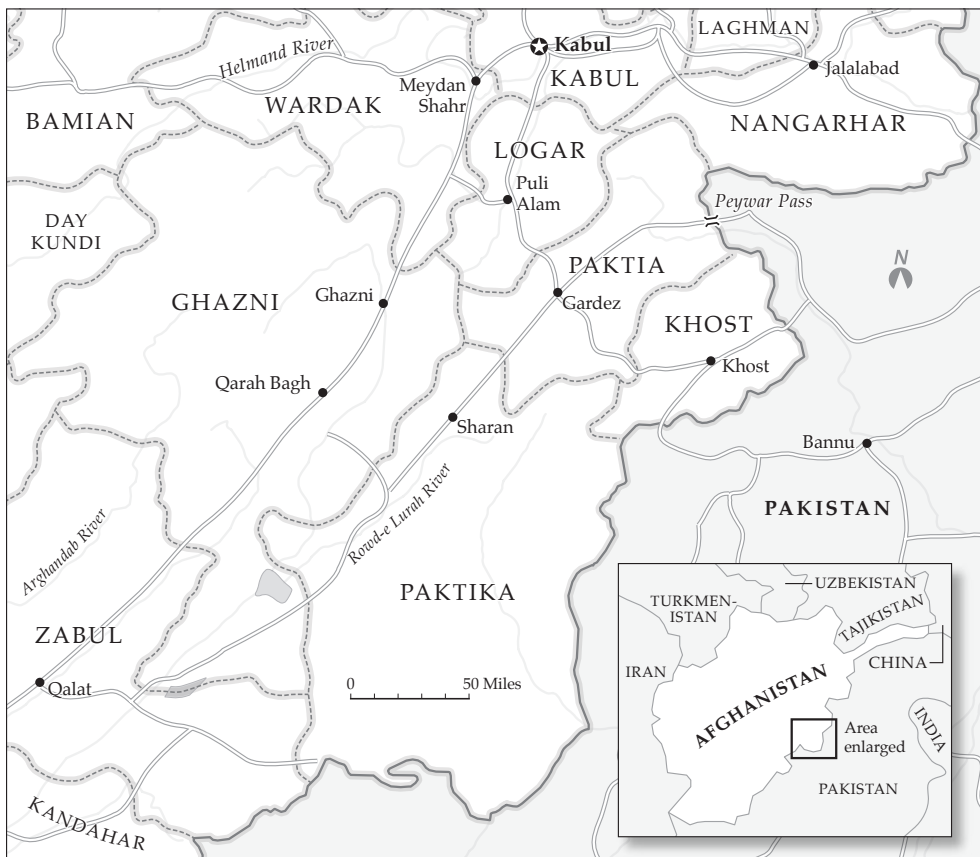 LAGHMAN
Kabul
Helmand River
Jalalabad
Meydan
Shahr
KABUL
WARDAK
BAMIAN
NANGARHAR
LOGAR
Puli
Alam
Peywar Pass
DAY
KUNDI
N
PAKTIA
GHAZNI
Ghazni
Gardez
KHOST
Khost
Qarah Bagh
Sharan
Bannu
PAKISTAN
Rowd-e Lurah River
Arghandab River
PAKTIKA
ZABUL
Qalat
0
50 Miles
KANDAHAR
UZBEKISTAN
TURKMEN-
ISTAN
TAJIKISTAN
IRAN
CHINA
AFGHANISTAN
INDIA
Area
enlarged
PAKISTAN